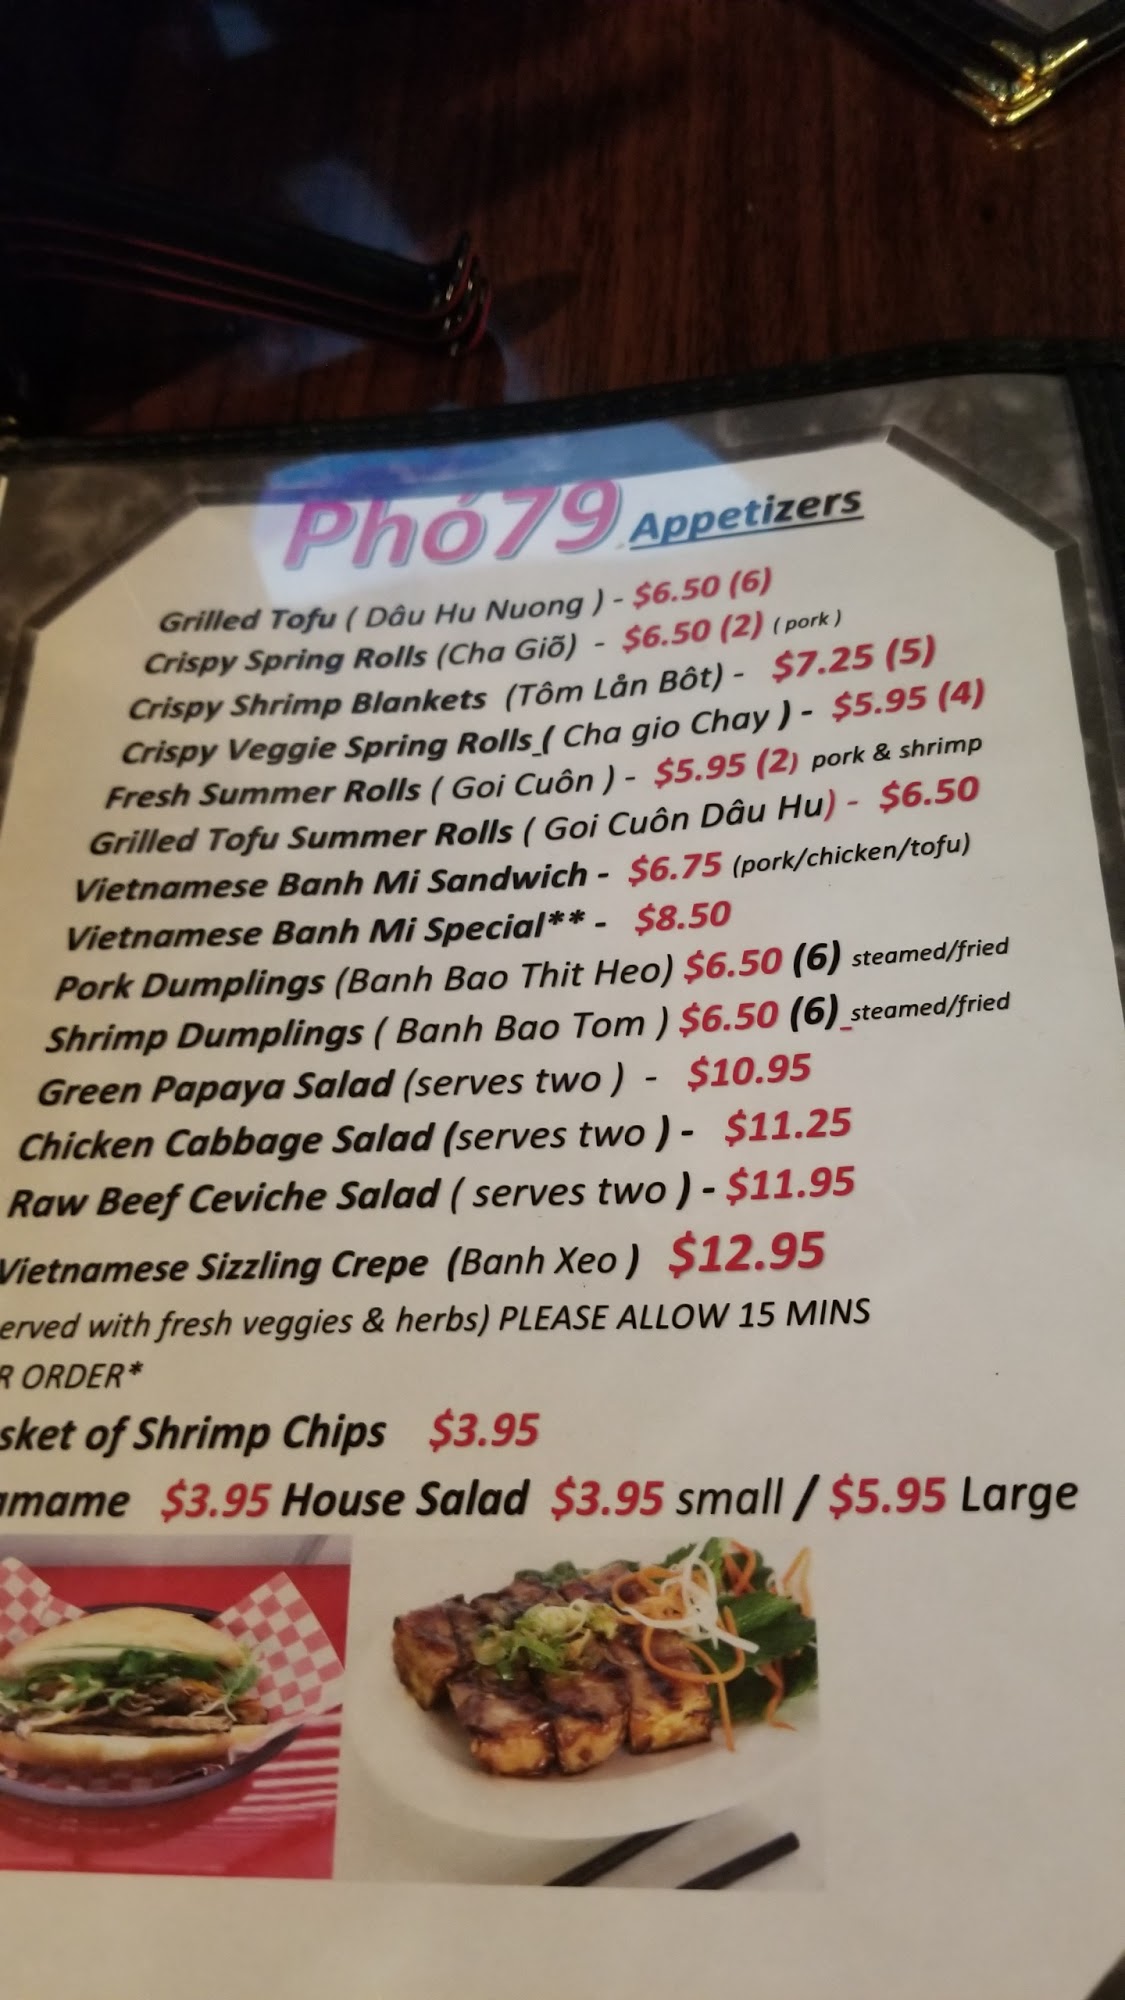 Phở79 Appetizers
Grilled Tofu ( Dâu Hu Nuong ) - $6.50 (6)
Crispy Spring Rolls (Cha Giõ) - $6.50 (2) ( pork )
Crispy Shrimp Blankets (Tôm Lản Bôt) - $7.25 (5)
Crispy Veggie Spring Rolls ( Cha gio Chay ) - $5.95 (4)
Fresh Summer Rolls ( Goi Cuôn ) - $5.95 (2) pork & shrimp
Grilled Tofu Summer Rolls ( Goi Cuôn Dâu Hu) - $6.50
Vietnamese Banh Mi Sandwich - $6.75 (pork/chicken/tofu)
Vietnamese Banh Mi Special** - $8.50
Pork Dumplings (Banh Bao Thit Heo) $6.50 (6) steamed/fried
Shrimp Dumplings ( Banh Bao Tom ) $6.50 (6) steamed/fried
Green Papaya Salad (serves two ) - $10.95
Chicken Cabbage Salad (serves two ) - $11.25
Raw Beef Ceviche Salad ( serves two ) - $11.95
Vietnamese Sizzling Crepe (Banh Xeo ) $12.95
erved with fresh veggies & herbs) PLEASE ALLOW 15 MINS
R ORDER*
sket of Shrimp Chips $3.95
amame $3.95 House Salad $3.95 small / $5.95 Large